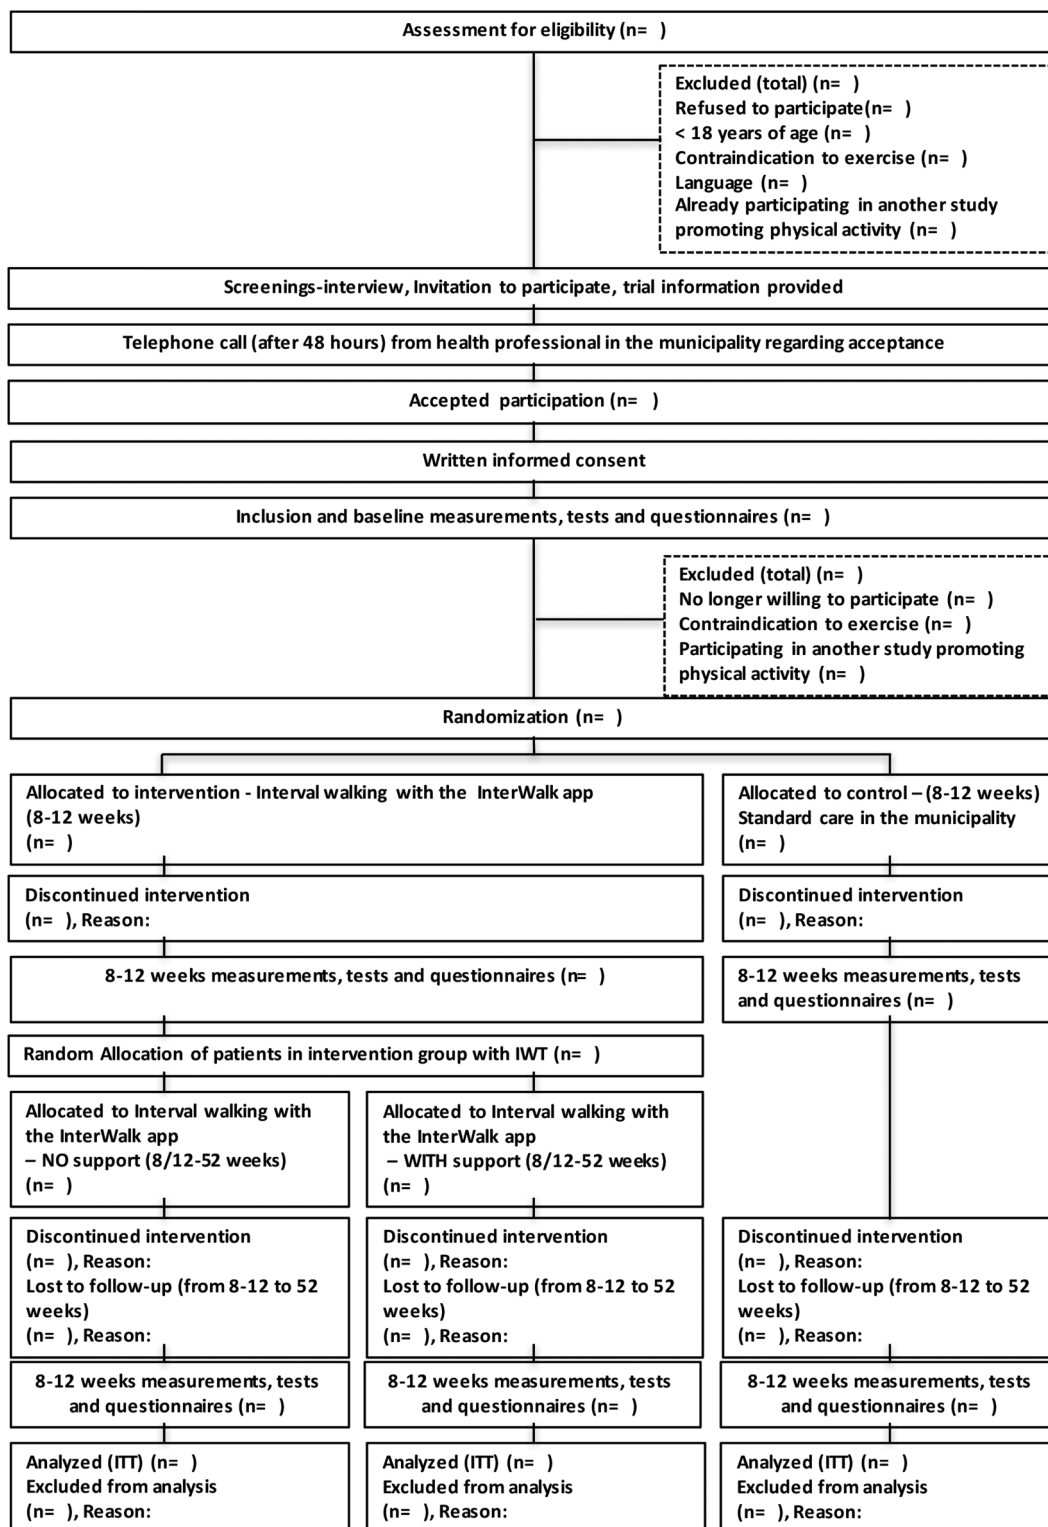 Assessment for eligibility (n=  )
Excluded (total) (n=  )
Refused to participate(n=  )
< 18 years of age (n=  )
Contraindication to exercise (n=  )
Language (n=  )
Already participating in another study
promoting physical activity (n=  )
Screenings-interview, Invitation to participate, trial information provided
Telephone call (after 48 hours) from health professional in the municipality regarding acceptance
Accepted participation (n=  )
Written informed consent
Inclusion and baseline measurements, tests and questionnaires (n=  )
Excluded (total) (n=  )
No longer willing to participate (n=  )
Contraindication to exercise (n=  )
Participating in another study promoting
physical activity (n=  )
Randomization (n=  )
Allocated to intervention - Interval walking with the InterWalk app
(8-12 weeks)
(n=  )
Allocated to control – (8-12 weeks)
Standard care in the municipality
(n=  )
Discontinued intervention
(n=  ), Reason:
Discontinued intervention
(n=  ), Reason:
8-12 weeks measurements, tests and questionnaires (n=  )
8-12 weeks measurements, tests
and questionnaires (n=  )
Random Allocation of patients in intervention group with IWT (n=  )
Allocated to Interval walking with
the InterWalk app
– NO support (8/12-52 weeks)
(n=  )
Allocated to Interval walking with
the InterWalk app
– WITH support (8/12-52 weeks)
(n=  )
Discontinued intervention
(n=  ), Reason:
Lost to follow-up (from 8-12 to 52
weeks)
(n=  ), Reason:
Discontinued intervention
(n=  ), Reason:
Lost to follow-up (from 8-12 to 52
weeks)
(n=  ), Reason:
Discontinued intervention
(n=  ), Reason:
Lost to follow-up (from 8-12 to 52
weeks)
(n=  ), Reason:
8-12 weeks measurements, tests
and questionnaires (n=  )
8-12 weeks measurements, tests
and questionnaires (n=  )
8-12 weeks measurements, tests
and questionnaires (n=  )
Analyzed (ITT) (n=  )
Excluded from analysis
(n=  ), Reason:
Analyzed (ITT) (n=  )
Excluded from analysis
(n=  ), Reason:
Analyzed (ITT) (n=  )
Excluded from analysis
(n=  ), Reason: